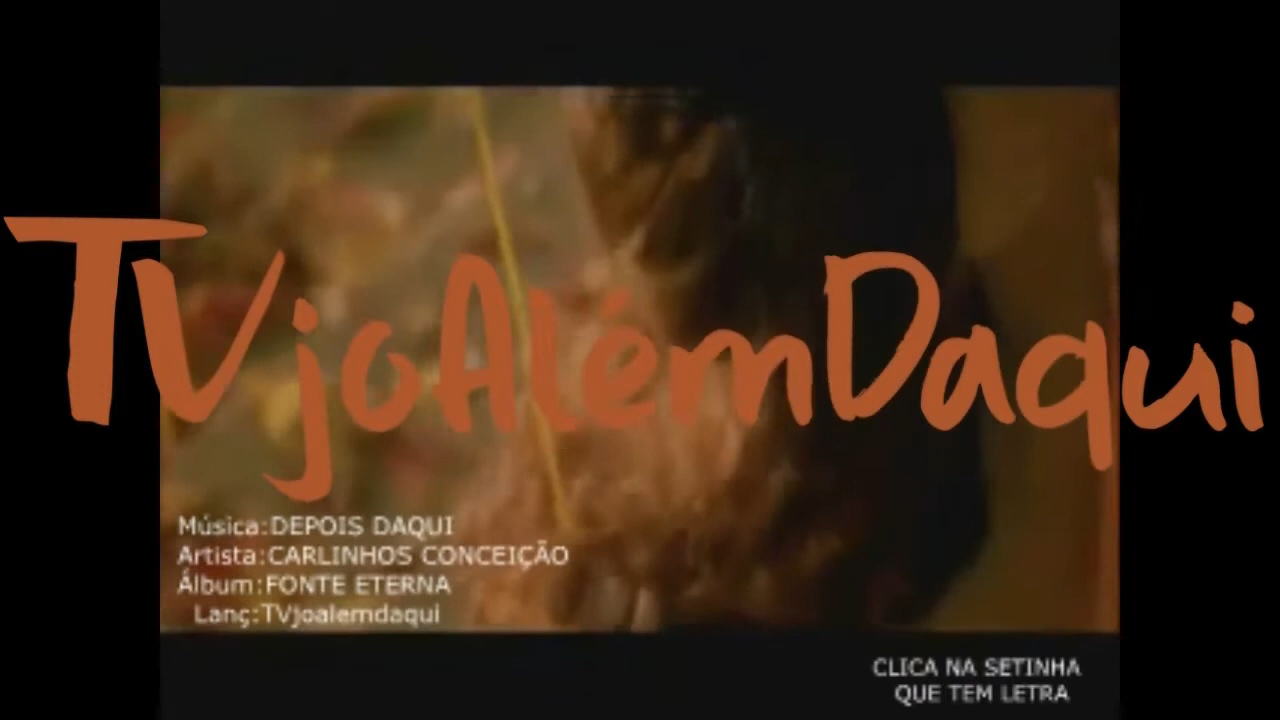 TVjoAlémDaqui
Música:DEPOIS DAQUI
Artista:CARLINHOS CONCEIÇÃO
Álbum:FONTE ETERNA
Lanç:TVjoalemdaqui
CLICA NA SETINHA
QUE TEM LETRA